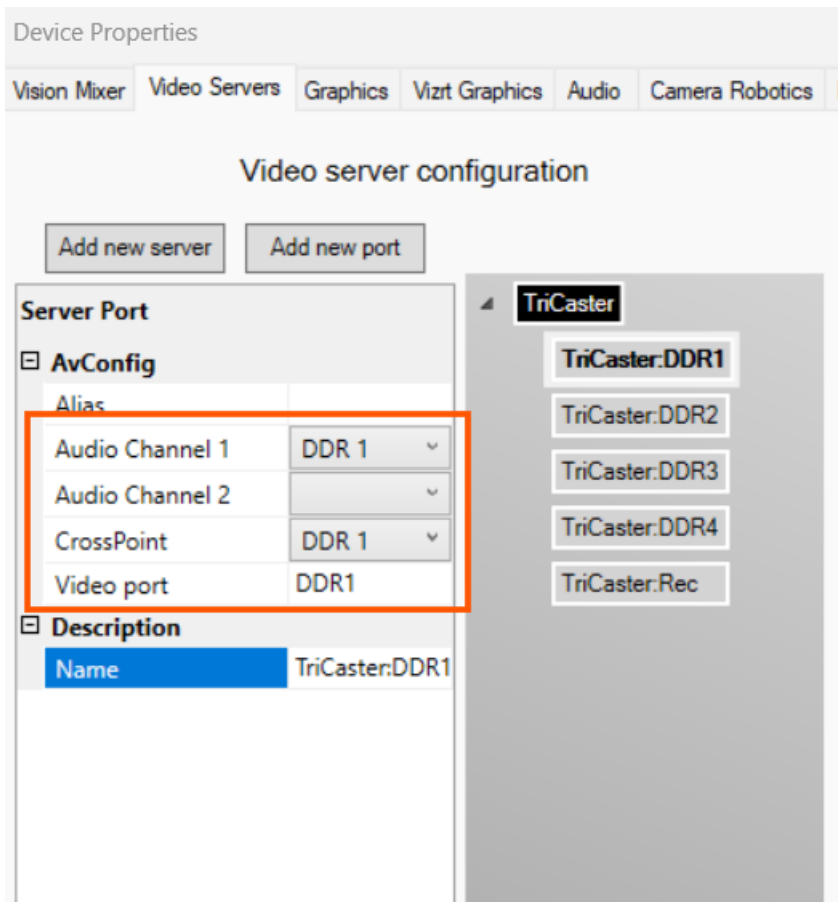 Device Properties
Vision Mixer Video Servers Graphics Vizrt Graphics Audio Camera Robotics
Video server configuration
Add new server Add new port
Server Port
AvConfig
Alias
Audio Channel 1 DDR 1
Audio Channel 2
CrossPoint DDR 1
Video port DDR1
Description
Name TriCaster:DDR1
TriCaster
TriCaster:DDR1
TriCaster:DDR2
TriCaster:DDR3
TriCaster:DDR4
TriCaster:Rec